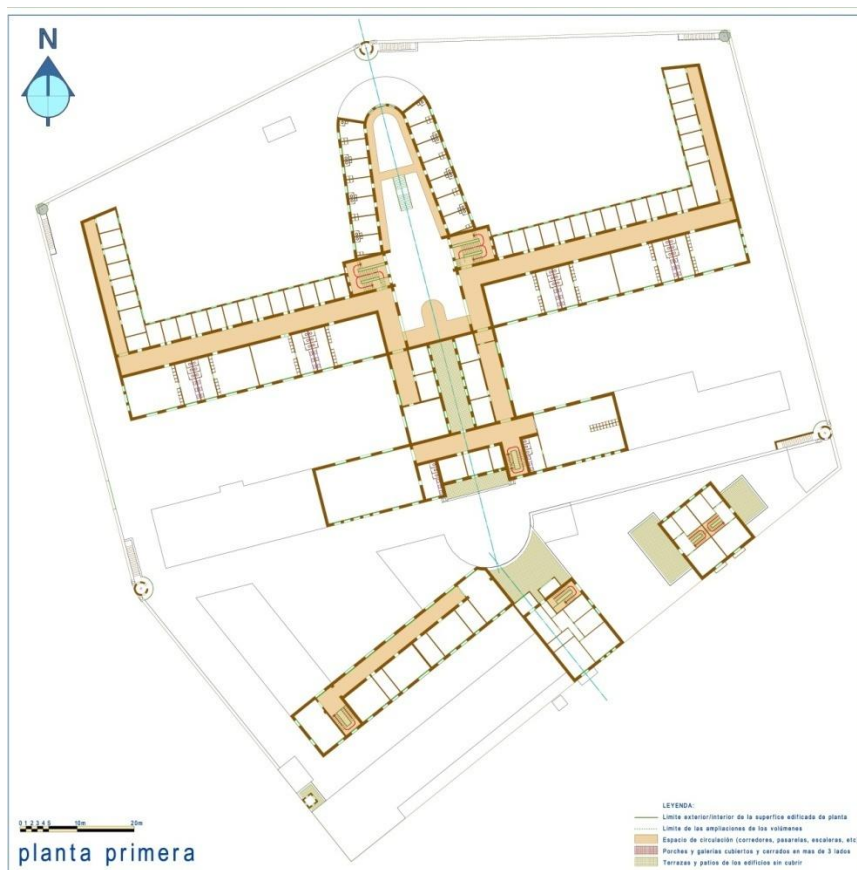 N
LEYENDA:
Limite exterior/interior de la superfice edificada de planta
Limite de las ampliaciones de los volúmenes
Espacio de circulación (corredores, pasarelas, escaleras, etc
Porches y galerías cubiertos y cerrados en mas de 3 lados
Terrazas y patios de los edificios sin cubrir
0 1 2 3 4 5 10m 20m
planta primera